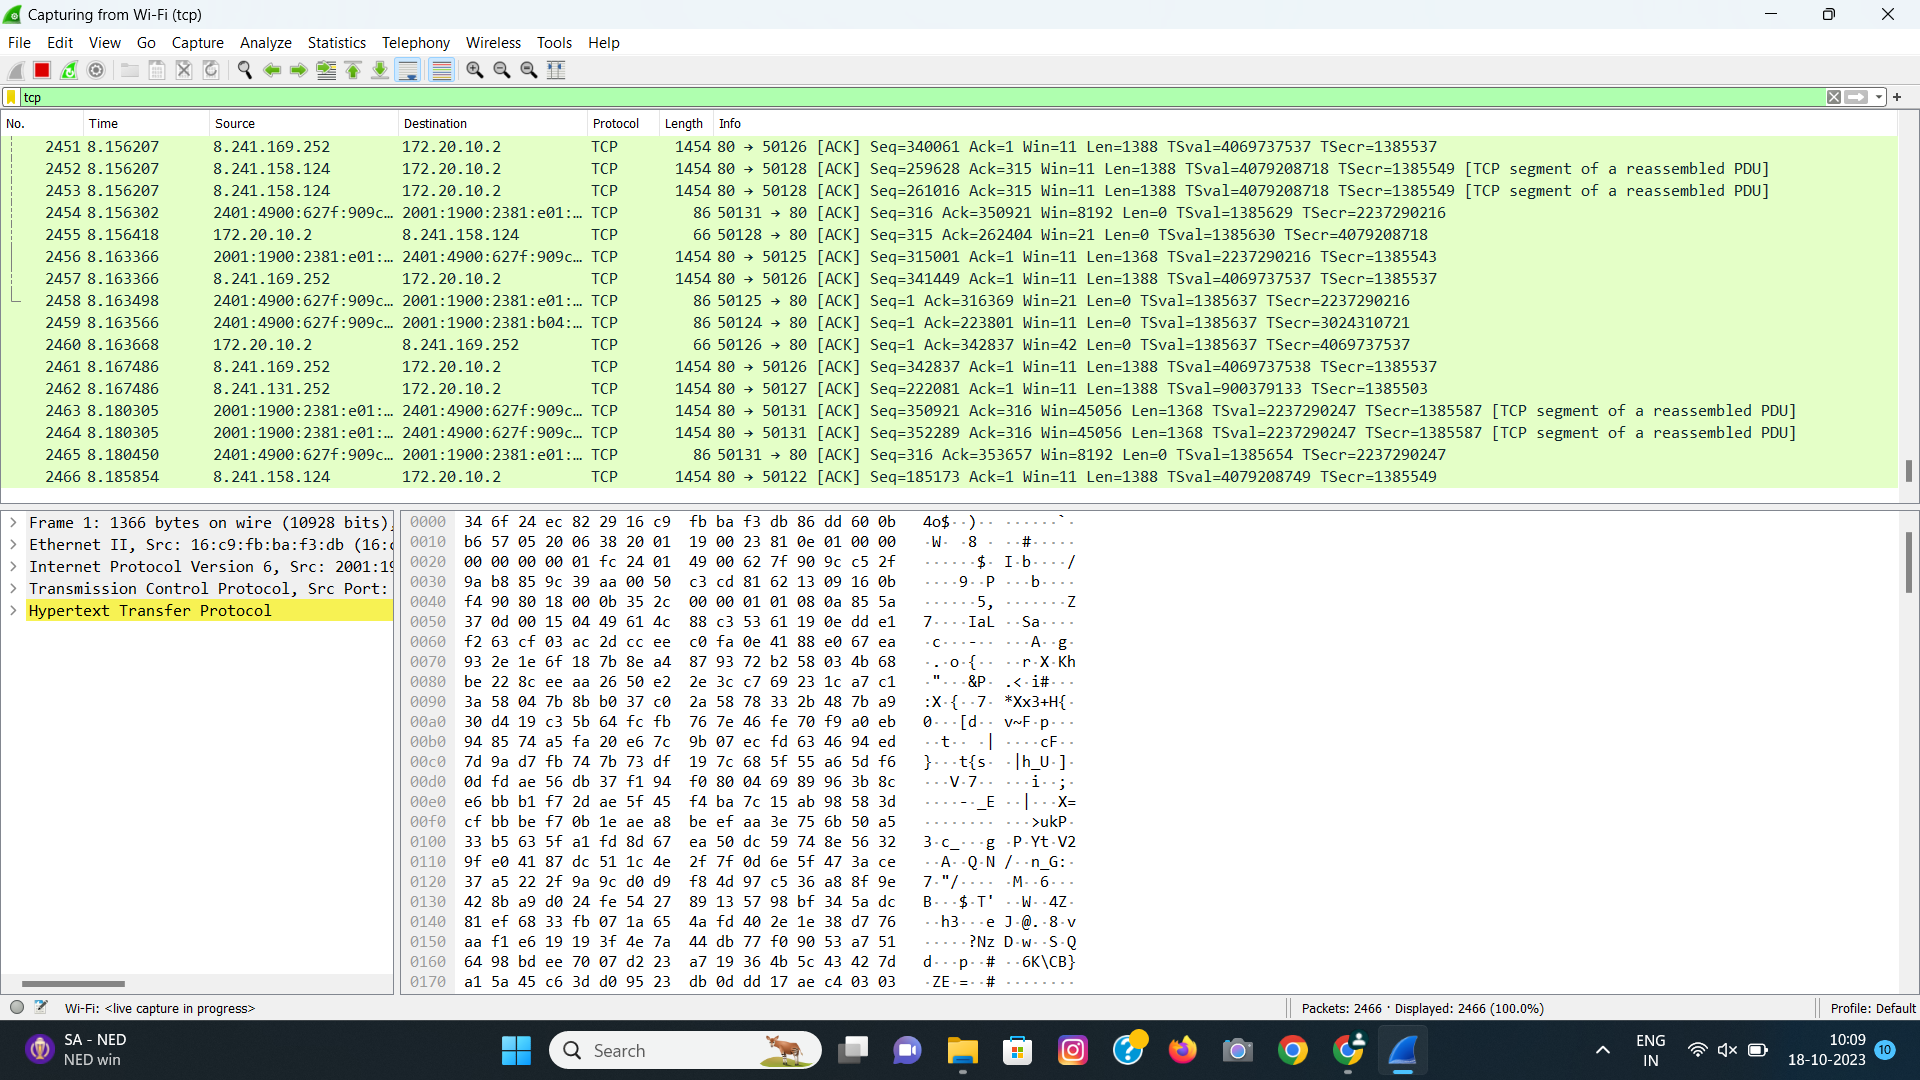 Capturing from Wi-Fi (tcp)
File Edit View Go Capture Analyze Statistics Telephony Wireless Tools Help
tcp
No. Time Source Destination Protocol Length Info
2451 8.156207 8.241.169.252 172.20.10.2 TCP 1454 80 → 50126 [ACK] Seq=340061 Ack=1 Win=11 Len=1388 TSval=4069737537 TSecr=1385537
2452 8.156207 8.241.158.124 172.20.10.2 TCP 1454 80 → 50128 [ACK] Seq=259628 Ack=315 Win=11 Len=1388 TSval=4079208718 TSecr=1385549 [TCP segment of a reassembled PDU]
2453 8.156207 8.241.158.124 172.20.10.2 TCP 1454 80 → 50128 [ACK] Seq=261016 Ack=315 Win=11 Len=1388 TSval=4079208718 TSecr=1385549 [TCP segment of a reassembled PDU]
2454 8.156302 2401:4900:627f:909c… 2001:1900:2381:e01:… TCP 86 50131 → 80 [ACK] Seq=316 Ack=350921 Win=8192 Len=0 TSval=1385629 TSecr=2237290216
2455 8.156418 172.20.10.2 8.241.158.124 TCP 66 50128 → 80 [ACK] Seq=315 Ack=262404 Win=21 Len=0 TSval=1385630 TSecr=4079208718
2456 8.163366 2001:1900:2381:e01:… 2401:4900:627f:909c… TCP 1454 80 → 50125 [ACK] Seq=315001 Ack=1 Win=11 Len=1368 TSval=2237290216 TSecr=1385543
2457 8.163366 8.241.169.252 172.20.10.2 TCP 1454 80 → 50126 [ACK] Seq=341449 Ack=1 Win=11 Len=1388 TSval=4069737537 TSecr=1385537
2458 8.163498 2401:4900:627f:909c… 2001:1900:2381:e01:… TCP 86 50125 → 80 [ACK] Seq=1 Ack=316369 Win=21 Len=0 TSval=1385637 TSecr=2237290216
2459 8.163566 2401:4900:627f:909c… 2001:1900:2381:b04:… TCP 86 50124 → 80 [ACK] Seq=1 Ack=223801 Win=11 Len=0 TSval=1385637 TSecr=3024310721
2460 8.163668 172.20.10.2 8.241.169.252 TCP 66 50126 → 80 [ACK] Seq=1 Ack=342837 Win=42 Len=0 TSval=1385637 TSecr=4069737537
2461 8.167486 8.241.169.252 172.20.10.2 TCP 1454 80 → 50126 [ACK] Seq=342837 Ack=1 Win=11 Len=1388 TSval=4069737538 TSecr=1385537
2462 8.167486 8.241.131.252 172.20.10.2 TCP 1454 80 → 50127 [ACK] Seq=222081 Ack=1 Win=11 Len=1388 TSval=900379133 TSecr=1385503
2463 8.180305 2001:1900:2381:e01:… 2401:4900:627f:909c… TCP 1454 80 → 50131 [ACK] Seq=350921 Ack=316 Win=45056 Len=1368 TSval=2237290247 TSecr=1385587 [TCP segment of a reassembled PDU]
2464 8.180305 2001:1900:2381:e01:… 2401:4900:627f:909c… TCP 1454 80 → 50131 [ACK] Seq=352289 Ack=316 Win=45056 Len=1368 TSval=2237290247 TSecr=1385587 [TCP segment of a reassembled PDU]
2465 8.180450 2401:4900:627f:909c… 2001:1900:2381:e01:… TCP 86 50131 → 80 [ACK] Seq=316 Ack=353657 Win=8192 Len=0 TSval=1385654 TSecr=2237290247
2466 8.185854 8.241.158.124 172.20.10.2 TCP 1454 80 → 50122 [ACK] Seq=185173 Ack=1 Win=11 Len=1388 TSval=4079208749 TSecr=1385549
Frame 1: 1366 bytes on wire (10928 bits),
Ethernet II, Src: 16:c9:fb:ba:f3:db (16:c
Internet Protocol Version 6, Src: 2001:19
Transmission Control Protocol, Src Port:
Hypertext Transfer Protocol
0000 34 6f 24 ec 82 29 16 c9 fb ba f3 db 86 dd 60 0b 4o$··)·· ······`·
0010 b6 57 05 20 06 38 20 01 19 00 23 81 0e 01 00 00 ·W· ·8 · ··#·····
0020 00 00 00 00 01 fc 24 01 49 00 62 7f 90 9c c5 2f ······$· I·b····/
0030 9a b8 85 9c 39 aa 00 50 c3 cd 81 62 13 09 16 0b ····9··P ···b····
0040 f4 90 80 18 00 0b 35 2c 00 00 01 01 08 0a 85 5a ······5, ·······Z
0050 37 0d 00 15 04 49 61 4c 88 c3 53 61 19 0e dd e1 7····IaL ··Sa····
0060 f2 63 cf 03 ac 2d cc ee c0 fa 0e 41 88 e0 67 ea ·c···-·· ···A··g·
0070 93 2e 1e 6f 18 7b 8e a4 87 93 72 b2 58 03 4b 68 ·.·o·{·· ··r·X·Kh
0080 be 22 8c ee aa 26 50 e2 2e 3c c7 69 23 1c a7 c1 ·"···&P· .<·i#···
0090 3a 58 04 7b 8b b0 37 c0 2a 58 78 33 2b 48 7b a9 :X·{··7· *Xx3+H{·
00a0 30 d4 19 c3 5b 64 fc fb 76 7e 46 fe 70 f9 a0 eb 0···[d·· v~F·p···
00b0 94 85 74 a5 fa 20 e6 7c 9b 07 ec fd 63 46 94 ed ··t·· ·| ····cF··
00c0 7d 9a d7 fb 74 7b 73 df 19 7c 68 5f 55 a6 5d f6 }···t{s· ·|h_U·]·
00d0 0d fd ae 56 db 37 f1 94 f0 80 04 69 89 96 3b 8c ···V·7·· ···i··;·
00e0 e6 bb b1 f7 2d ae 5f 45 f4 ba 7c 15 ab 98 58 3d ····-·_E ··|···X=
00f0 cf bb be f7 0b 1e ae a8 be ef aa 3e 75 6b 50 a5 ········ ···>ukP·
0100 33 b5 63 5f a1 fd 8d 67 ea 50 dc 59 74 8e 56 32 3·c_···g ·P·Yt·V2
0110 9f e0 41 87 dc 51 1c 4e 2f 7f 0d 6e 5f 47 3a ce ··A··Q·N /··n_G:·
0120 37 a5 22 2f 9a 9c d0 d9 f8 4d 97 c5 36 a8 8f 9e 7·"/···· ·M··6···
0130 42 8b a9 d0 24 fe 54 27 89 13 57 98 bf 34 5a dc B···$·T' ··W··4Z·
0140 81 ef 68 33 fb 07 1a 65 4a fd 40 2e 1e 38 d7 76 ··h3···e J·@.·8·v
0150 aa f1 e6 19 19 3f 4e 7a 44 db 77 f0 90 53 a7 51 ·····?Nz D·w··S·Q
0160 64 98 bd ee 70 07 d2 23 a7 19 36 4b 5c 43 42 7d d···p··# ··6K\CB}
0170 a1 5a 45 c6 3d d0 95 23 db 0d dd 17 ae c4 03 03 ·ZE·=··# ········
Wi-Fi: <live capture in progress> Packets: 2466 · Displayed: 2466 (100.0%) Profile: Default
SA - NED
NED win
Search
ENG
IN
10:09
18-10-2023
10